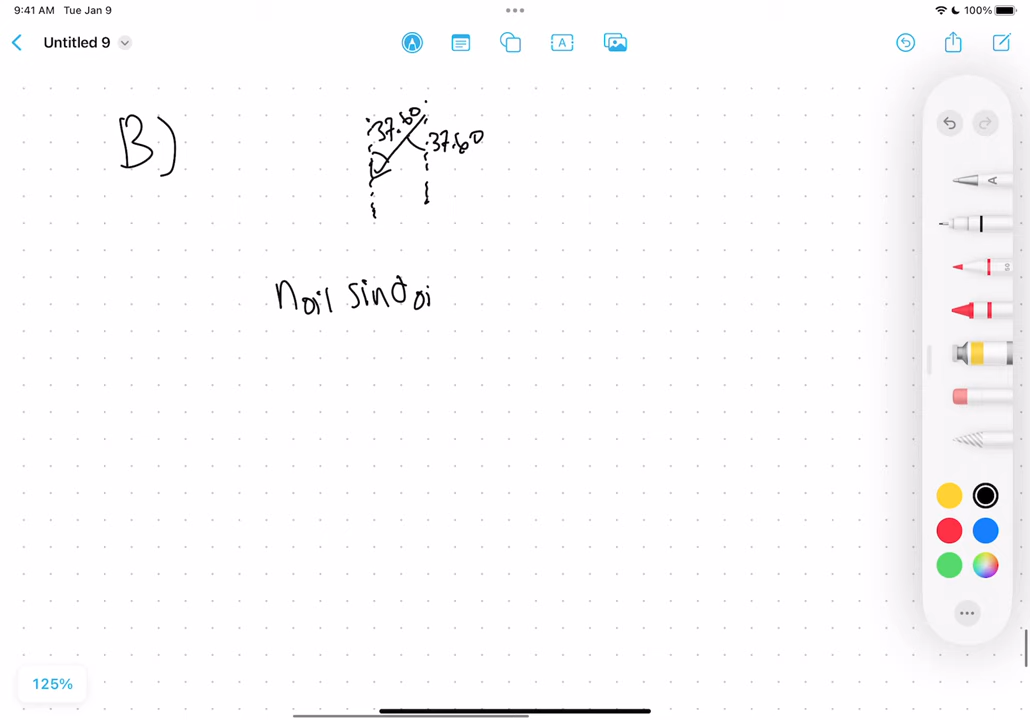 9:41 AM Tue Jan 9
100%
Untitled 9
B)
37.60
37.60
noil sinθoi
125%